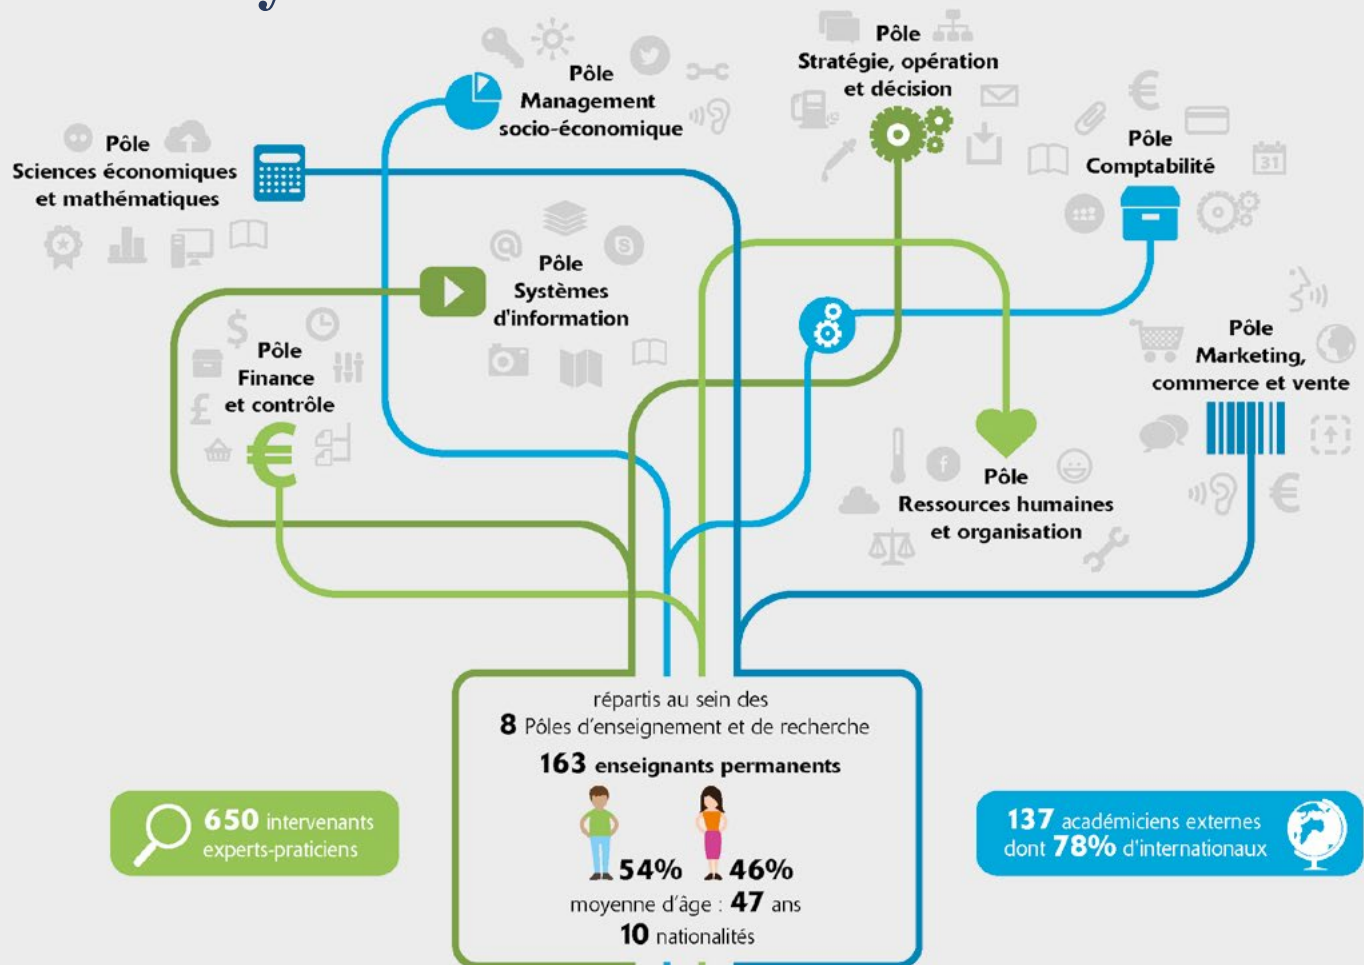 Pôle
Stratégie, opération
et décision
Pôle
Management
socio-économique
Pôle
Comptabilité
Pôle
Sciences économiques
et mathématiques
31
Pôle
Systèmes
d'information
Pôle
Finance
et contrôle
Pôle
Marketing,
commerce et vente
Pôle
Ressources humaines
et organisation
répartis au sein des
8 Pôles d'enseignement et de recherche
163 enseignants permanents
54% 46%
moyenne d'âge : 47 ans
10 nationalités
650 intervenants
experts-praticiens
137 académiciens externes
dont 78% d'internationaux